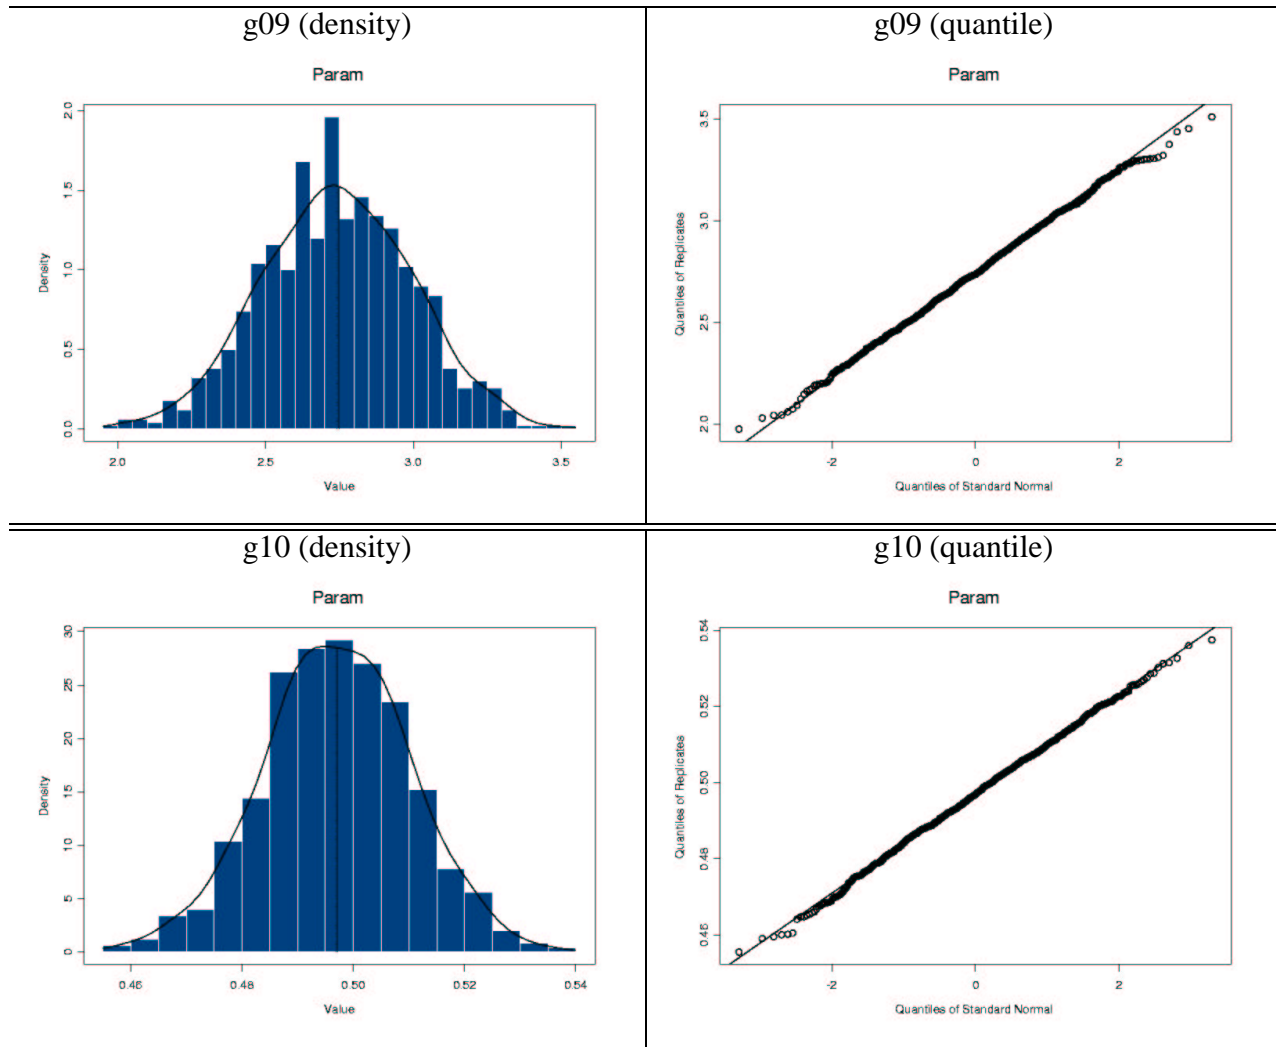 g09 (density)
Param
Density
2.0
1.5
1.0
0.5
0.0
2.0 2.5 3.0 3.5
Value
g09 (quantile)
Param
Quantiles of Replicates
3.5
3.0
2.5
2.0
-2 0 2
Quantiles of Standard Normal
g10 (density)
Param
Density
30
25
20
15
10
5
0
0.46 0.48 0.50 0.52 0.54
Value
g10 (quantile)
Param
Quantiles of Replicates
0.54
0.52
0.50
0.48
0.46
-2 0 2
Quantiles of Standard Normal